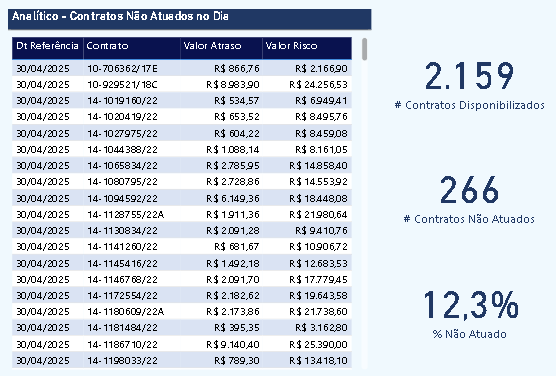 Analítico - Contratos Não Atuados no Dia
Dt Referência Contrato Valor Atraso Valor Risco
30/04/2025 10-706362/17E R$ 866,76 R$ 2.166,90
30/04/2025 10-929521/18C R$ 8.983,90 R$ 24.256,53
30/04/2025 14-1019160/22 R$ 534,57 R$ 6.949,41
30/04/2025 14-1020419/22 R$ 653,52 R$ 8.495,76
30/04/2025 14-1027975/22 R$ 604,22 R$ 8.459,08
30/04/2025 14-1044388/22 R$ 1.088,14 R$ 8.161,05
30/04/2025 14-1065834/22 R$ 2.785,95 R$ 14.858,40
30/04/2025 14-1080795/22 R$ 2.728,86 R$ 14.553,92
30/04/2025 14-1094592/22 R$ 6.149,36 R$ 18.448,08
30/04/2025 14-1128755/22A R$ 1.911,36 R$ 21.980,64
30/04/2025 14-1130834/22 R$ 2.091,28 R$ 9.410,76
30/04/2025 14-1141260/22 R$ 681,67 R$ 10.906,72
30/04/2025 14-1145416/22 R$ 1.492,18 R$ 12.683,53
30/04/2025 14-1146768/22 R$ 2.091,70 R$ 17.779,45
30/04/2025 14-1172554/22 R$ 2.182,62 R$ 19.643,58
30/04/2025 14-1180609/22A R$ 2.173,86 R$ 21.738,60
30/04/2025 14-1181484/22 R$ 395,35 R$ 3.162,80
30/04/2025 14-1186710/22 R$ 9.140,40 R$ 25.390,00
30/04/2025 14-1198033/22 R$ 789,30 R$ 13.418,10
2.159
# Contratos Disponibilizados
266
# Contratos Não Atuados
12,3%
% Não Atuado